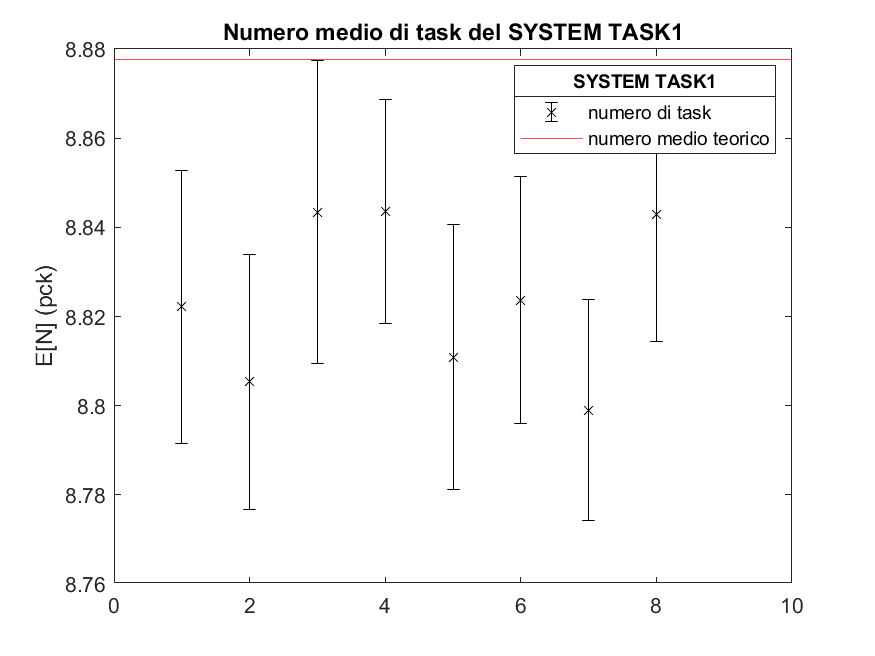 Numero medio di task del SYSTEM TASK1
8.88
8.86
8.84
8.82
8.8
8.78
8.76
E[N] (pck)
SYSTEM TASK1
numero di task
numero medio teorico
0
2
4
6
8
10